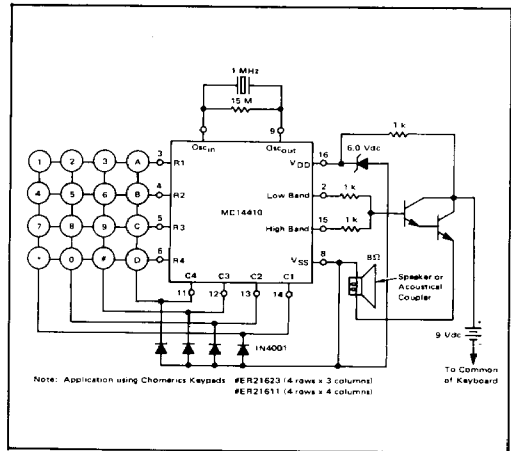 1 MHz
15 M
9
Osc in
Osc out
1 k
6.0 Vdc
16
VDD
1 2 3 A
3
R1
4 5 6 B
4
R2
Low Band
2
1 k
MC14410
7 8 9 C
5
R3
High Band
15
1 k
* 0 # D
6
R4
VSS
8
8Ω
Speaker or
Acoustical
Coupler
C4 C3 C2 C1
11 12 13 14
IN4001
9 Vdc
To Common
of Keyboard
Note: Application using Chomerics Keypads #ER21623 (4 rows x 3 columns)
#ER21611 (4 rows x 4 columns)